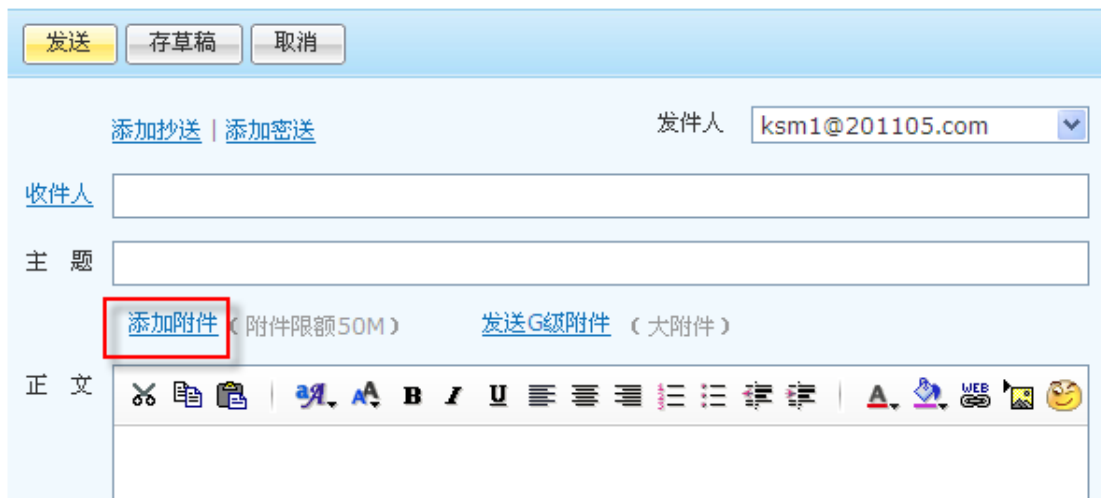 发送 存草稿 取消
添加抄送 | 添加密送 发件人 ksm1@201105.com
收件人
主 题
添加附件 (附件限额50M) 发送G级附件 (大附件)
正 文 A A B I U A WEB